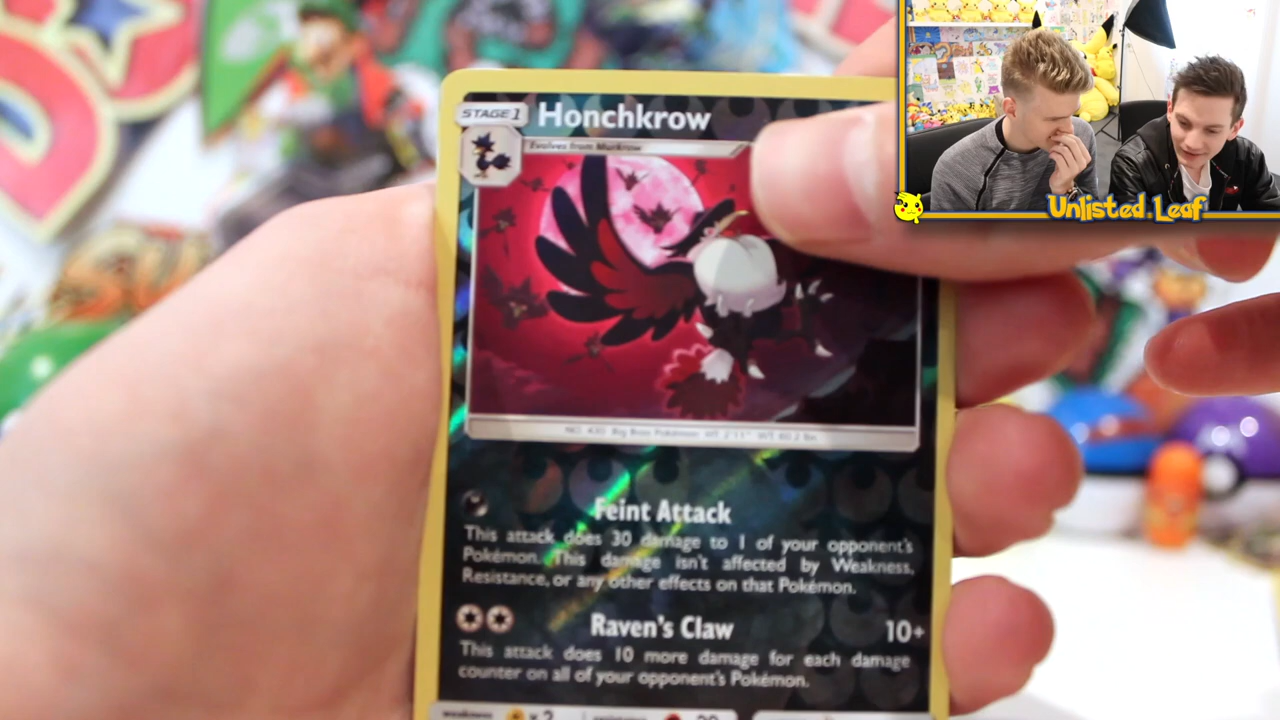 STAGE 1 Honchkrow
Evolves from Murkrow
Unlisted Leaf
NO. 430 Big Boss Pokémon HT: 2'11" WT: 60.2 lbs.
Feint Attack
This attack does 30 damage to 1 of your opponent's
Pokémon. This damage isn't affected by Weakness,
Resistance, or any other effects on that Pokémon.
Raven's Claw 10+
This attack does 10 more damage for each damage
counter on all of your opponent's Pokémon.
weakness x2 resistance